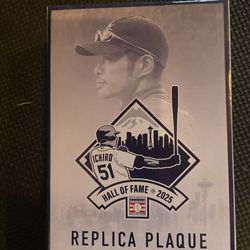 ICHIRO
51
HALL OF FAME ★ 2025
REPLICA PLAQUE